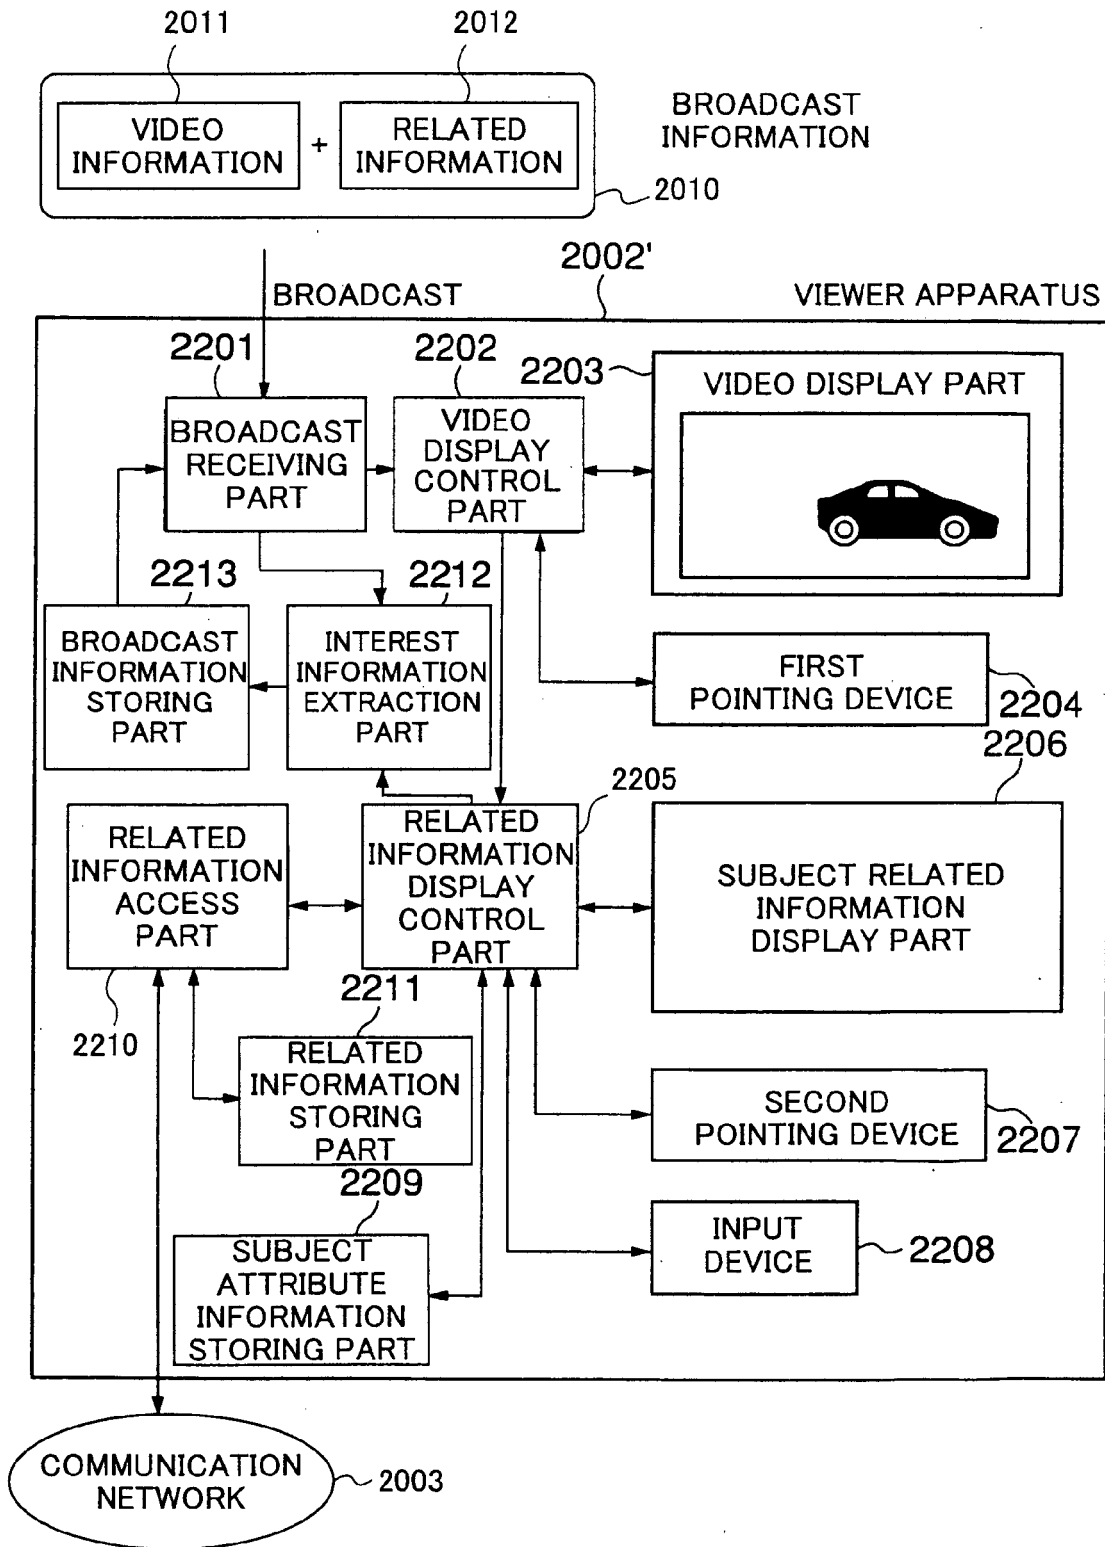 2011
2012
VIDEO
INFORMATION
+
RELATED
INFORMATION
BROADCAST
INFORMATION
2010
2002'
BROADCAST
VIEWER APPARATUS
2201
BROADCAST
RECEIVING
PART
2202
VIDEO
DISPLAY
CONTROL
PART
2203
VIDEO DISPLAY PART
2213
BROADCAST
INFORMATION
STORING
PART
2212
INTEREST
INFORMATION
EXTRACTION
PART
FIRST
POINTING DEVICE
2204
2206
2205
RELATED
INFORMATION
ACCESS
PART
RELATED
INFORMATION
DISPLAY
CONTROL
PART
SUBJECT RELATED
INFORMATION
DISPLAY PART
2210
2211
RELATED
INFORMATION
STORING
PART
SECOND
POINTING DEVICE
2207
2209
SUBJECT
ATTRIBUTE
INFORMATION
STORING PART
INPUT
DEVICE
2208
COMMUNICATION
NETWORK
2003